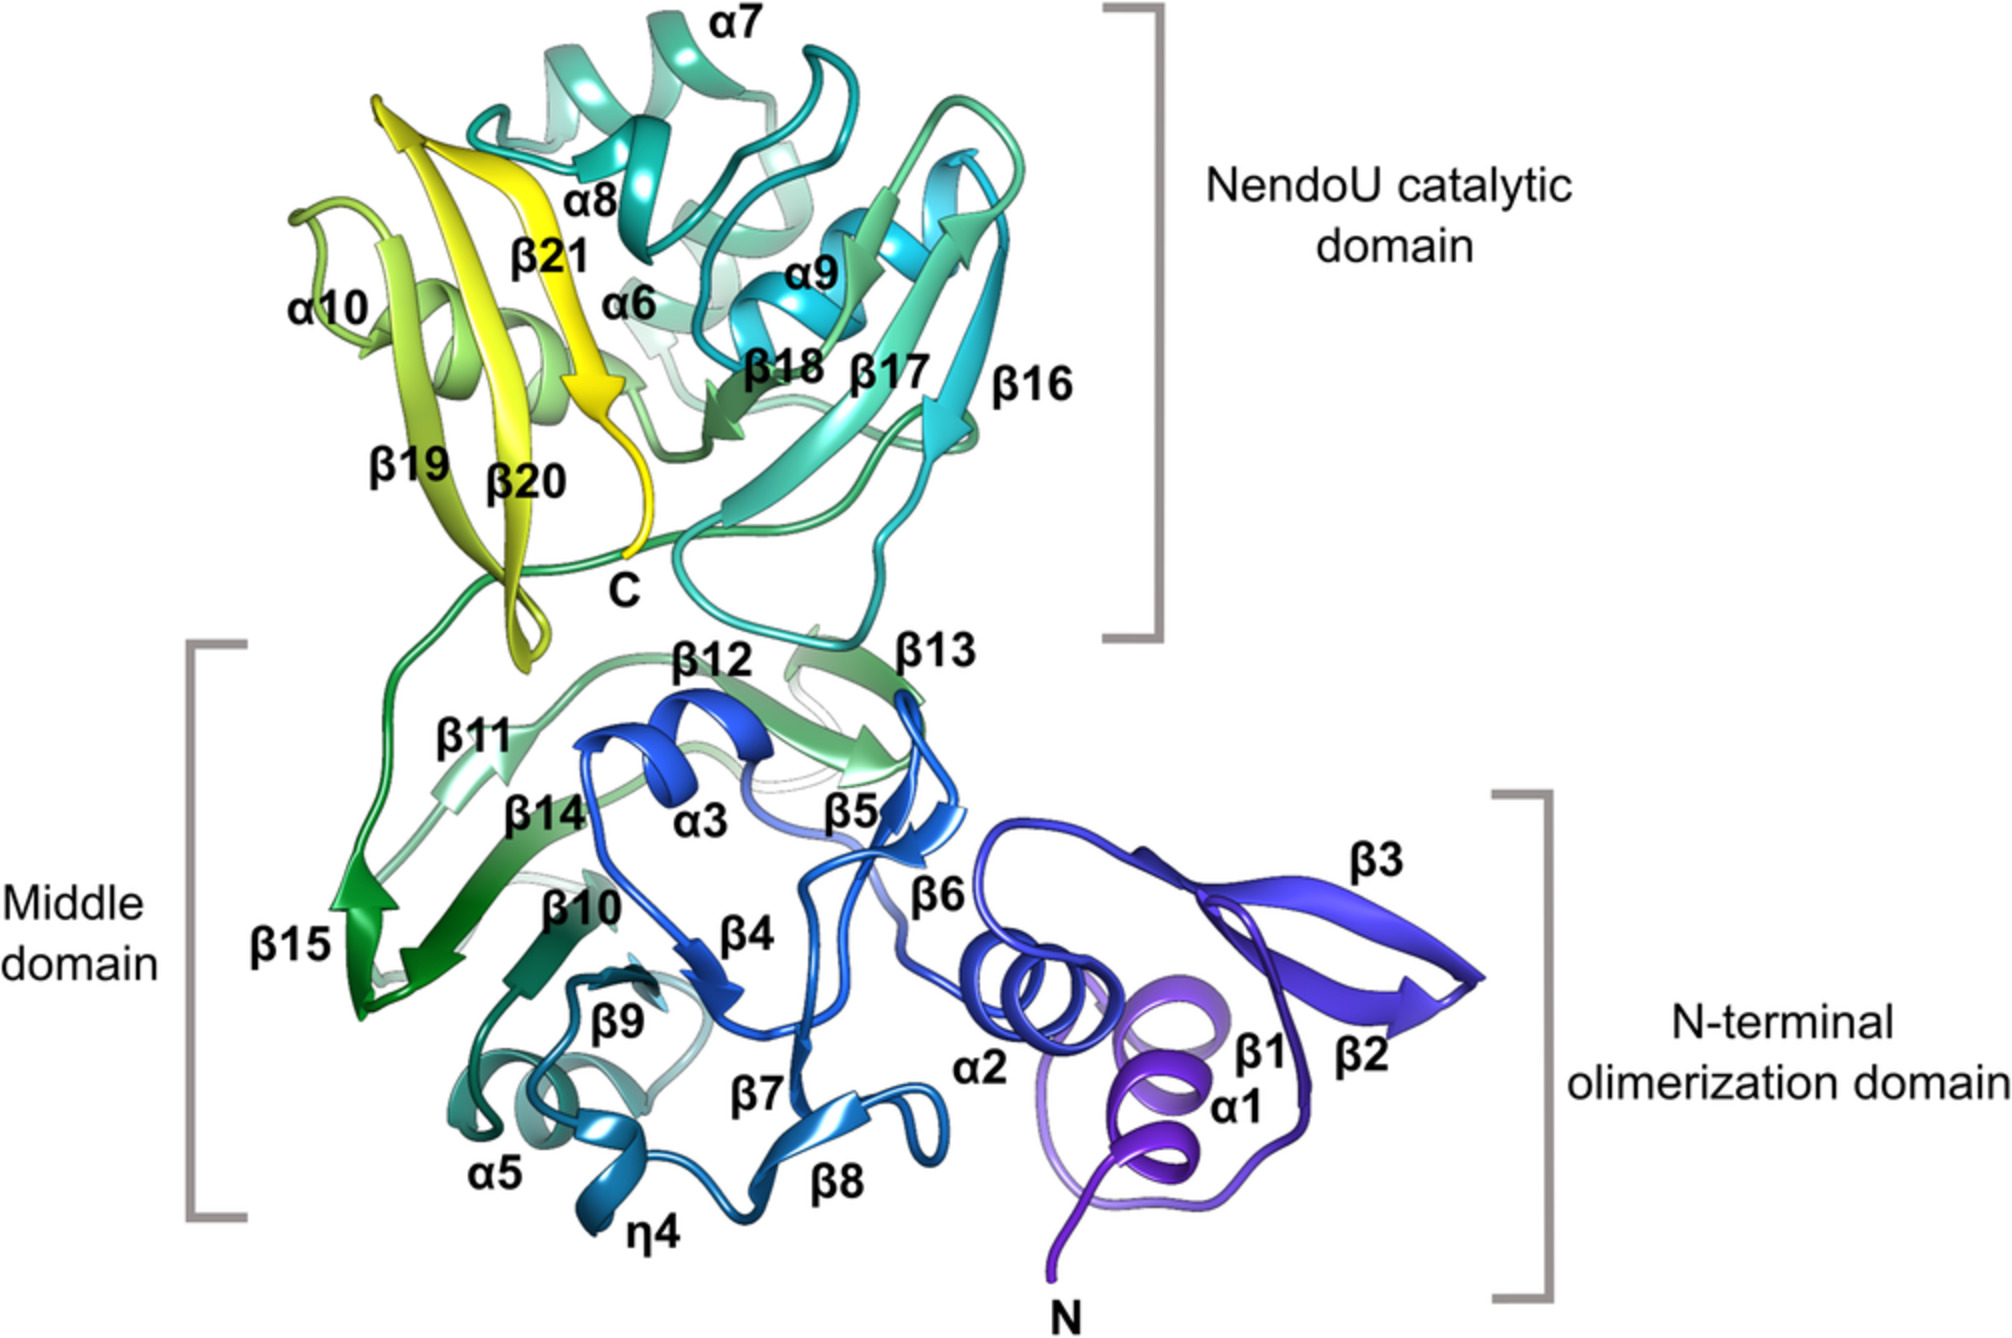 α7
NendoU catalytic
domain
α8
β21
α9
α10
α6
β18
β17
β16
β19
β20
C
β12
β13
β11
β14
α3
β5
β3
Middle
domain
β10
β6
β15
β4
β9
α2
β1
β2
N-terminal
olimerization domain
β7
α1
α5
β8
η4
N